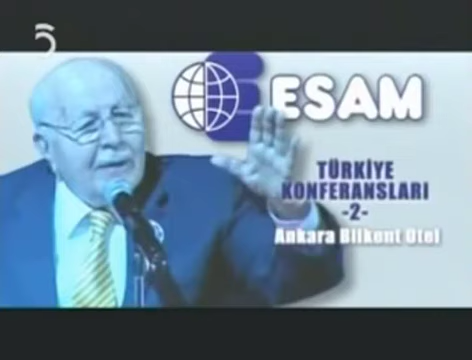 5
ESAM
TÜRKİYE
KONFERANSLARI
-2-
Ankara Bilkent Otel